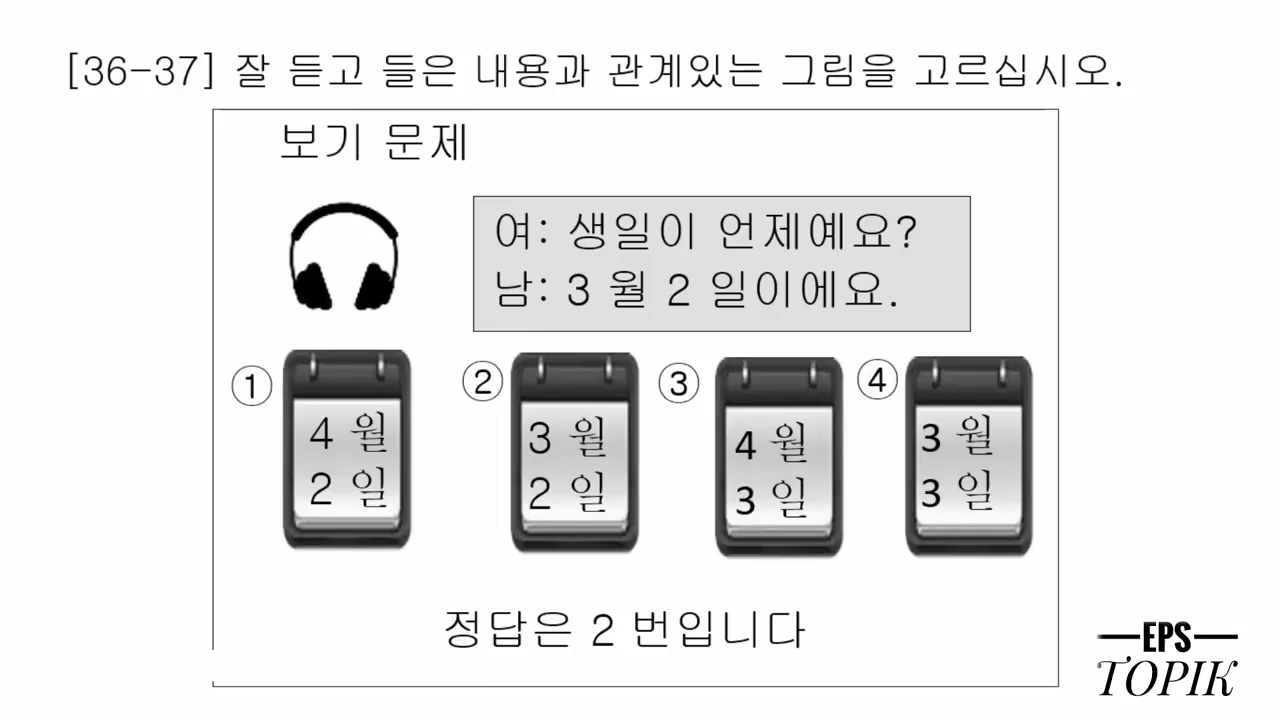 [36-37] 잘 듣고 들은 내용과 관계있는 그림을 고르십시오.
보기 문제
여: 생일이 언제예요?
남: 3 월 2 일이에요.
①
4 월
2 일
②
3 월
2 일
③
4 월
3 일
④
3 월
3 일
정답은 2 번입니다
EPS
TOPIK